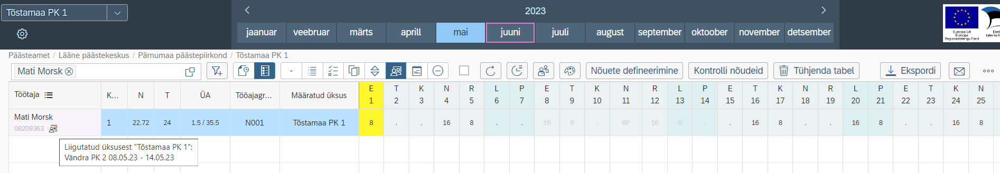 Tõstamaa PK 1
2023
jaanuar veebruar märts aprill mai juuni juuli august september oktoober november detsember
Euroopa Liit
Euroopa
Regionaalarengu Fond
Eest
tuleviku h
Päästeamet / Lääne päästekeskus / Pärnumaa päästepiirkond / Tõstamaa PK 1
Mati Morsk
- Nõuete defineerimine Kontrolli nõudeid Tühjenda tabel Ekspordi
Töötaja K... N T ÜA Tööajagr... Määratud üksus
E T K N R L P E T K N R L P E T K N R L P E T K N
1 2 3 4 5 6 7 8 9 10 11 12 13 14 15 16 17 18 19 20 21 22 23 24 25
Mati Morsk
08209363
1 22.72 24 1.5 / 35.5 N001 Tõstamaa PK 1 8 . . 16 8 . . 16 8 . 8P 16 8 . . 16 8 . . 16 8 . . 16 8
Liigutatud üksusest "Tõstamaa PK 1":
Vändra PK 2 08.05.23 - 14.05.23